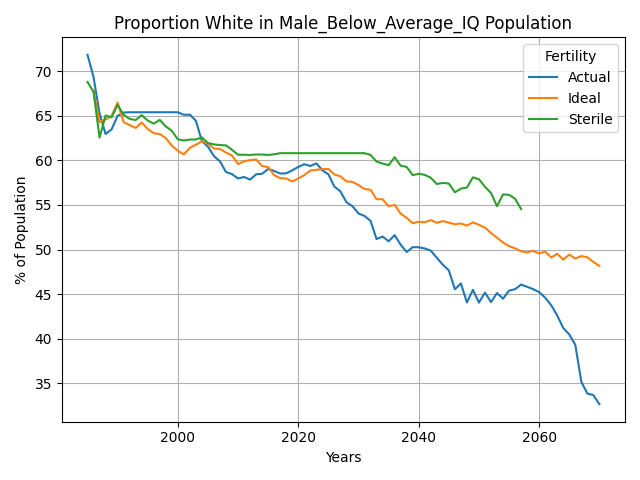 Proportion White in Male_Below_Average_IQ Population
Fertility
Actual
Ideal
Sterile
% of Population
70
65
60
55
50
45
40
35
2000
2020
2040
2060
Years